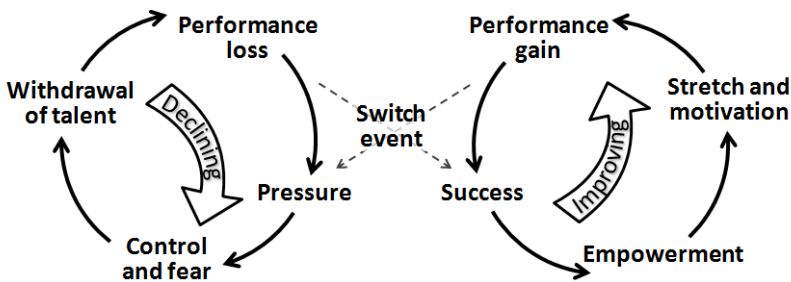 Performance
loss
Withdrawal
of talent
Declining
Pressure
Control
and fear
Switch
event
Performance
gain
Stretch and
motivation
Improving
Success
Empowerment